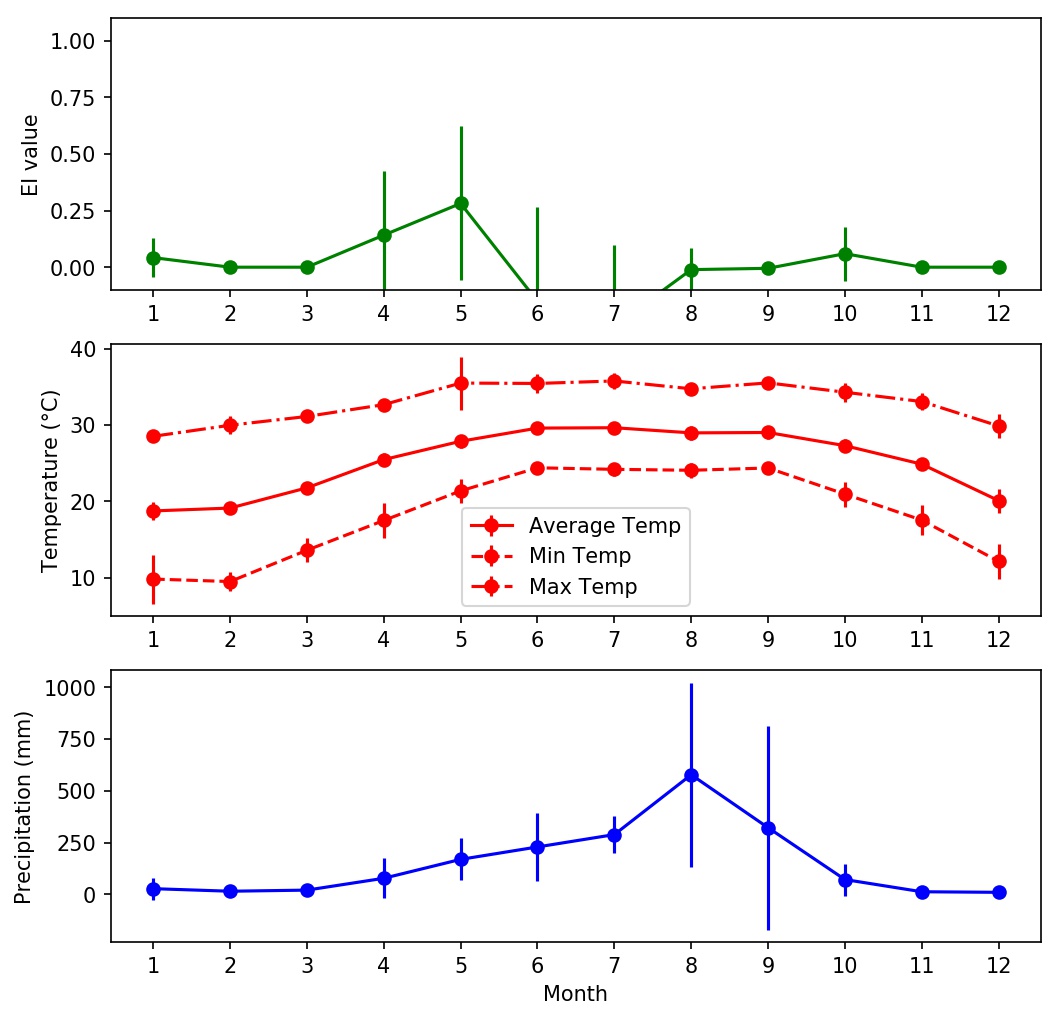 EI value
1.00
0.75
0.50
0.25
0.00
1 2 3 4 5 6 7 8 9 10 11 12
Temperature (°C)
40
30
20
10
Average Temp
Min Temp
Max Temp
1 2 3 4 5 6 7 8 9 10 11 12
Precipitation (mm)
1000
750
500
250
0
1 2 3 4 5 6 7 8 9 10 11 12
Month